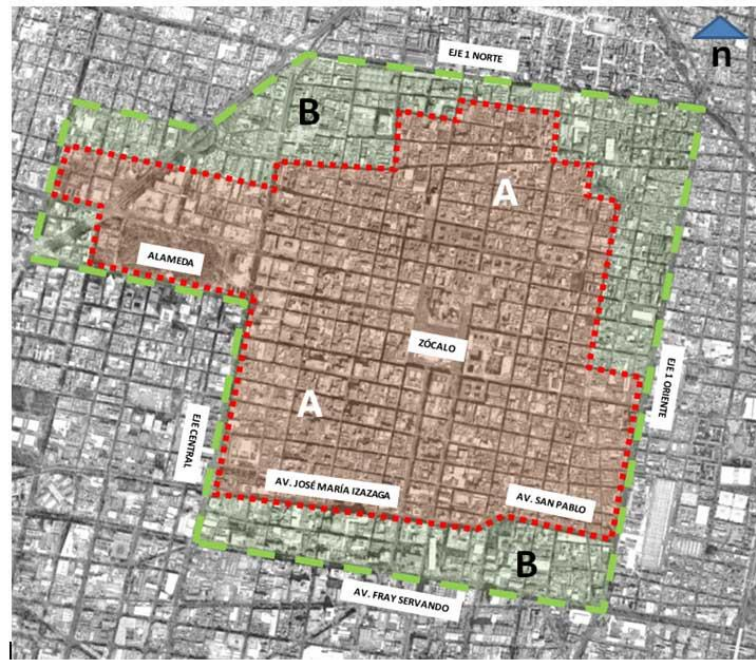 EJE 1 NORTE
n
B
A
ALAMEDA
ZÓCALO
EJE 1 ORIENTE
A
EJE CENTRAL
AV. JOSÉ MARÍA IZAZAGA
AV. SAN PABLO
B
AV. FRAY SERVANDO